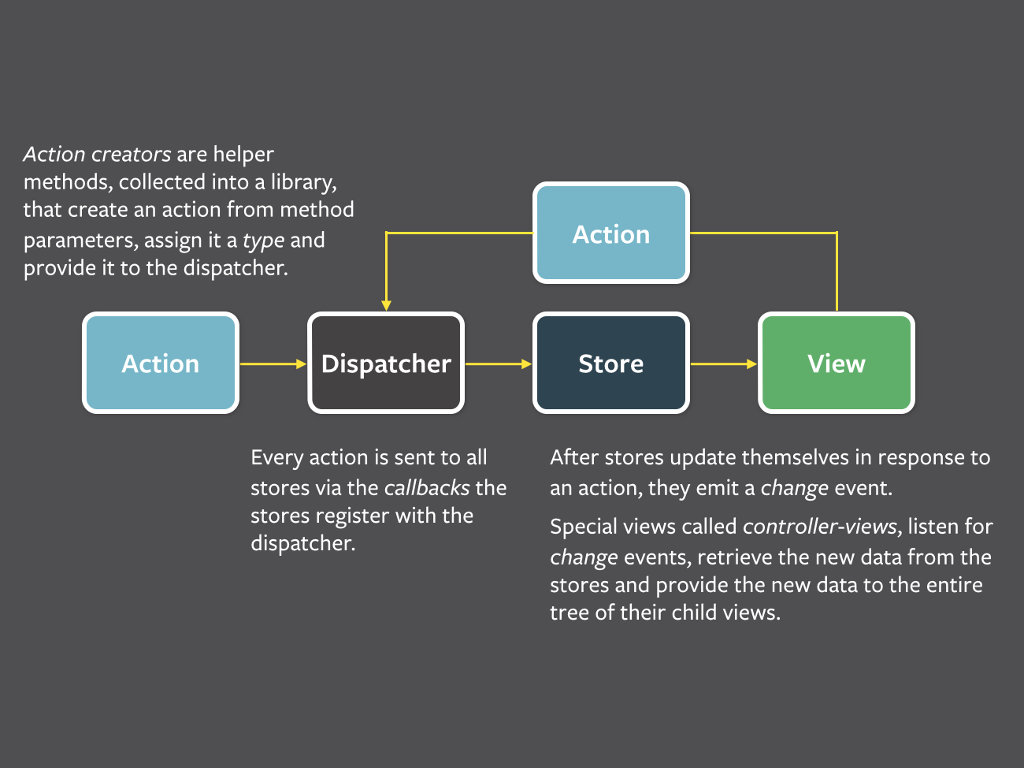 Action creators are helper
methods, collected into a library,
that create an action from method
parameters, assign it a type and
provide it to the dispatcher.
Action
Action
Dispatcher
Store
View
Every action is sent to all
stores via the callbacks the
stores register with the
dispatcher.
After stores update themselves in response to
an action, they emit a change event.
Special views called controller-views, listen for
change events, retrieve the new data from the
stores and provide the new data to the entire
tree of their child views.